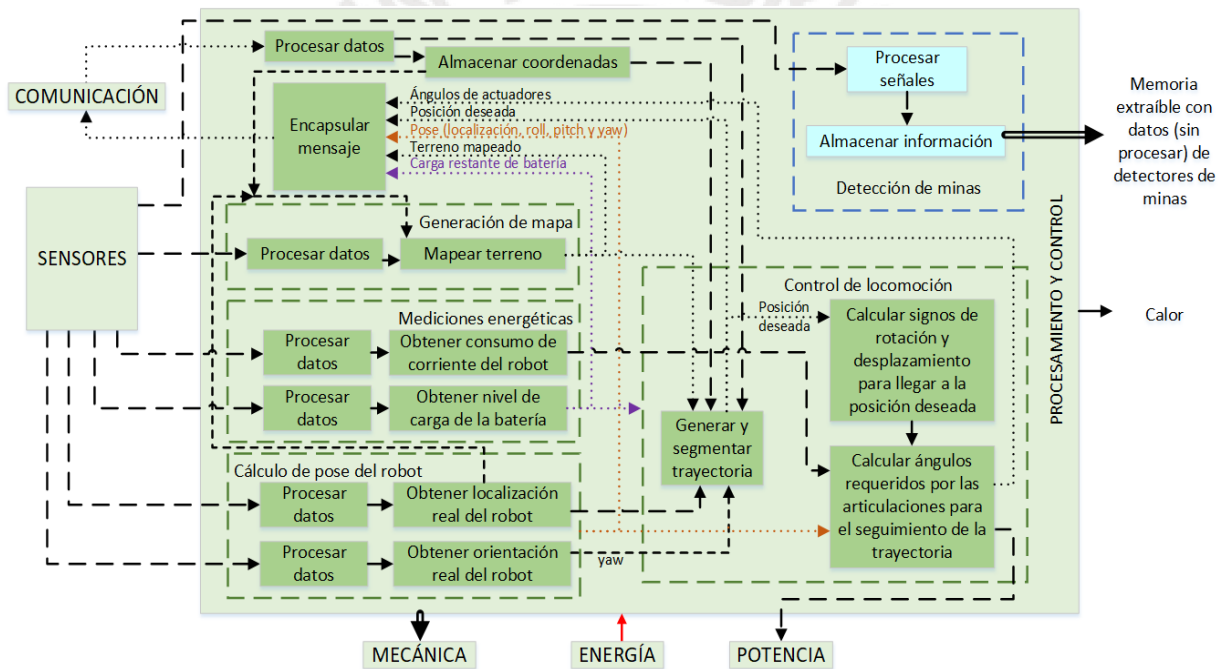 Procesar datos
Almacenar coordenadas
COMUNICACIÓN
Encapsular
mensaje
Ángulos de actuadores
Posición deseada
Pose (localización, roll, pitch y yaw)
Terreno mapeado
Carga restante de batería
Procesar
señales
Almacenar información
Detección de minas
Memoria
extraíble con
datos (sin
procesar) de
detectores de
minas
SENSORES
Generación de mapa
Procesar datos
Mapear terreno
Mediciones energéticas
Procesar
datos
Obtener consumo de
corriente del robot
Procesar
datos
Obtener nivel de
carga de la batería
Cálculo de pose del robot
Procesar
datos
Obtener localización
real del robot
Procesar
datos
Obtener orientación
real del robot
yaw
Generar y
segmentar
trayectoria
Control de locomoción
Posición
deseada
Calcular signos de
rotación y
desplazamiento
para llegar a la
posición deseada
Calcular ángulos
requeridos por las
articulaciones para
el seguimiento de la
trayectoria
PROCESAMIENTO Y CONTROL
Calor
MECÁNICA
ENERGÍA
POTENCIA